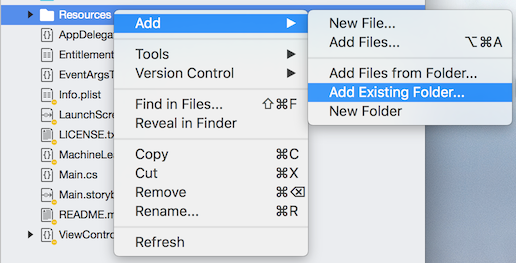 Resources
AppDelega
Entitlement
EventArgsT
Info.plist
LaunchScre
LICENSE.tx
MachineLea
Main.cs
Main.storyb
README.m
ViewContro
Add
Tools
Version Control
Find in Files... ⇧⌘F
Reveal in Finder
Copy ⌘C
Cut ⌘X
Remove ⌘⌫
Rename... ⌘R
Refresh
New File...
Add Files... ⌥⌘A
Add Files from Folder...
Add Existing Folder...
New Folder